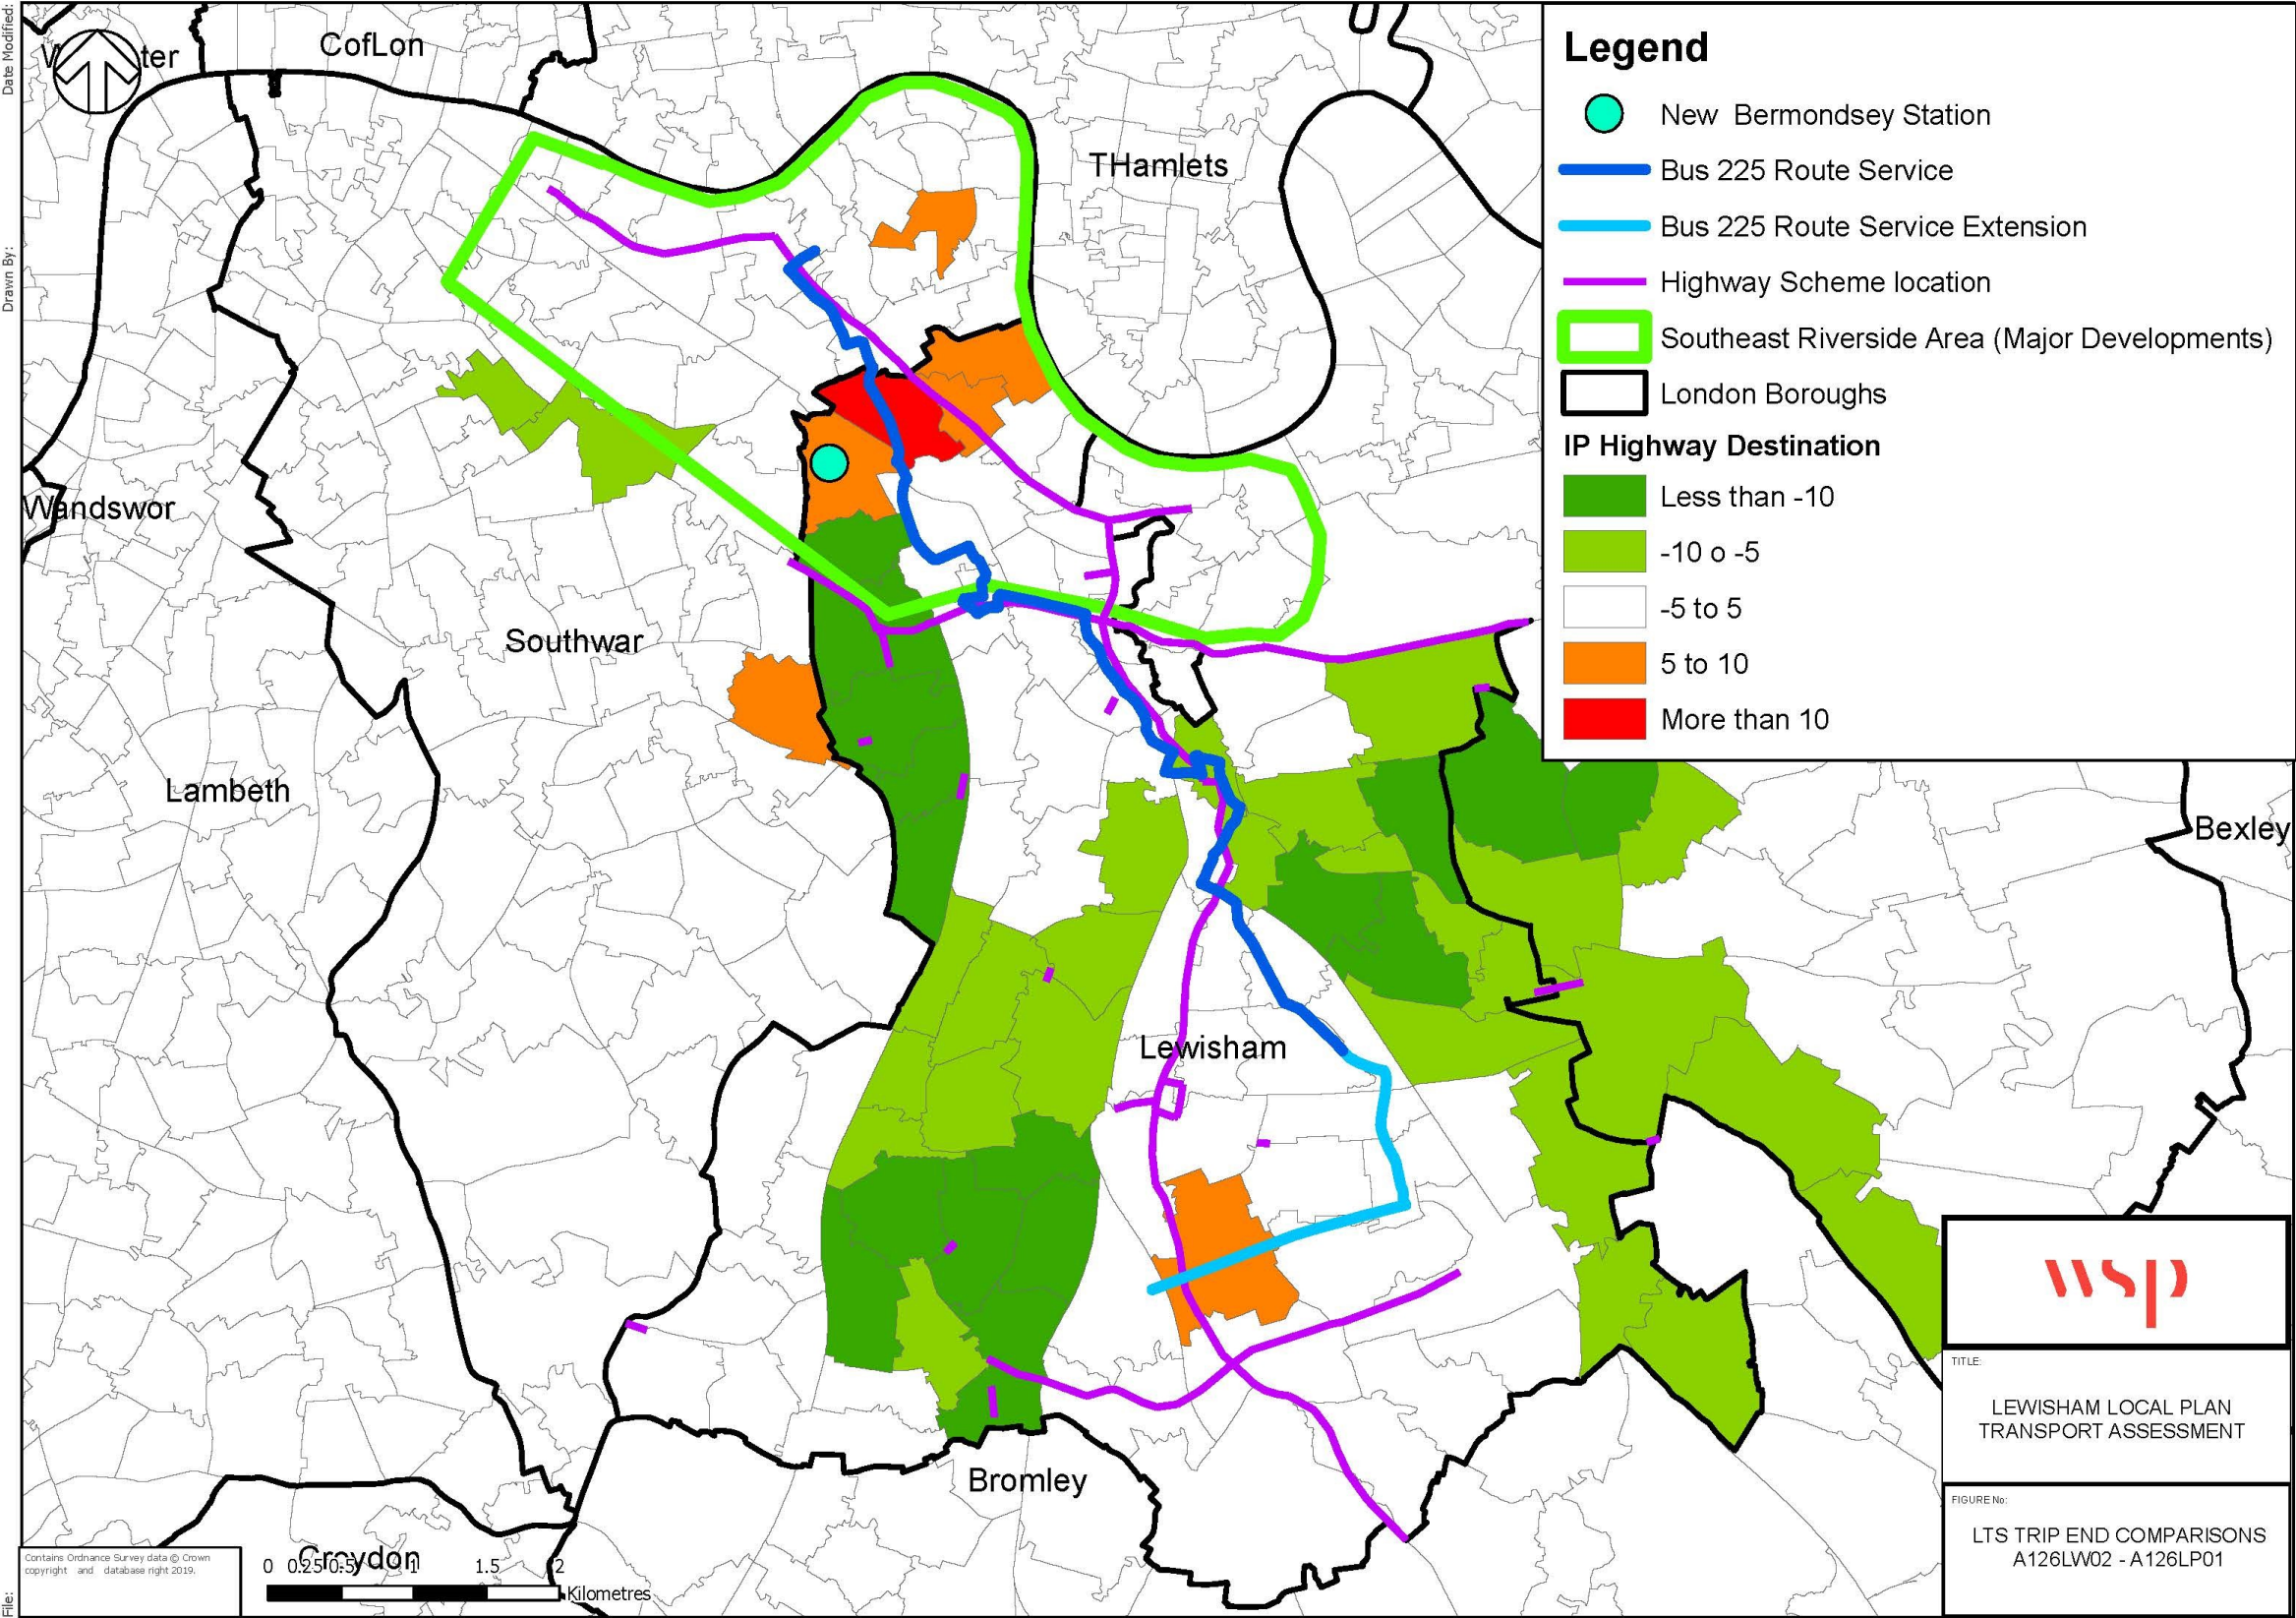 Date Modified:
Drawn By:
File:
ter
CofLon
THamlets
Wandswor
Southwar
Lambeth
Lewisham
Bexley
Bromley
Croydon
Legend
New Bermondsey Station
Bus 225 Route Service
Bus 225 Route Service Extension
Highway Scheme location
Southeast Riverside Area (Major Developments)
London Boroughs
IP Highway Destination
Less than -10
-10 o -5
-5 to 5
5 to 10
More than 10
wsp
TITLE:
LEWISHAM LOCAL PLAN
TRANSPORT ASSESSMENT
FIGURE No:
LTS TRIP END COMPARISONS
A126LW02 - A126LP01
Contains Ordnance Survey data © Crown
copyright and database right 2019.
0 0.25 0.5 1 1.5 2
Kilometres